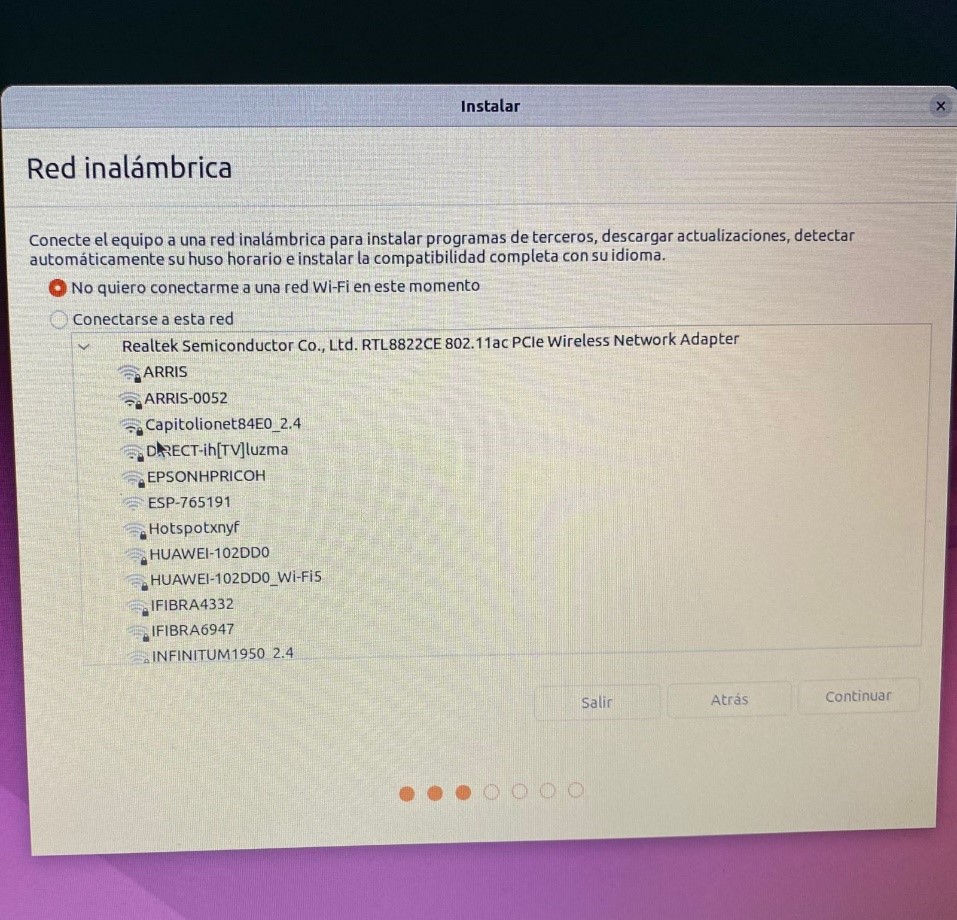 Instalar
Red inalámbrica
Conecte el equipo a una red inalámbrica para instalar programas de terceros, descargar actualizaciones, detectar
automáticamente su huso horario e instalar la compatibilidad completa con su idioma.
No quiero conectarme a una red Wi-Fi en este momento
Conectarse a esta red
Realtek Semiconductor Co., Ltd. RTL8822CE 802.11ac PCIe Wireless Network Adapter
ARRIS
ARRIS-0052
Capitolionet84E0_2.4
DIRECT-ih[TV]luzma
EPSONHPRICOH
ESP-765191
Hotspotxnyf
HUAWEI-102DD0
HUAWEI-102DD0_Wi-Fi5
IFIBRA4332
IFIBRA6947
INFINITUM1950_2.4
Salir
Atrás
Continuar